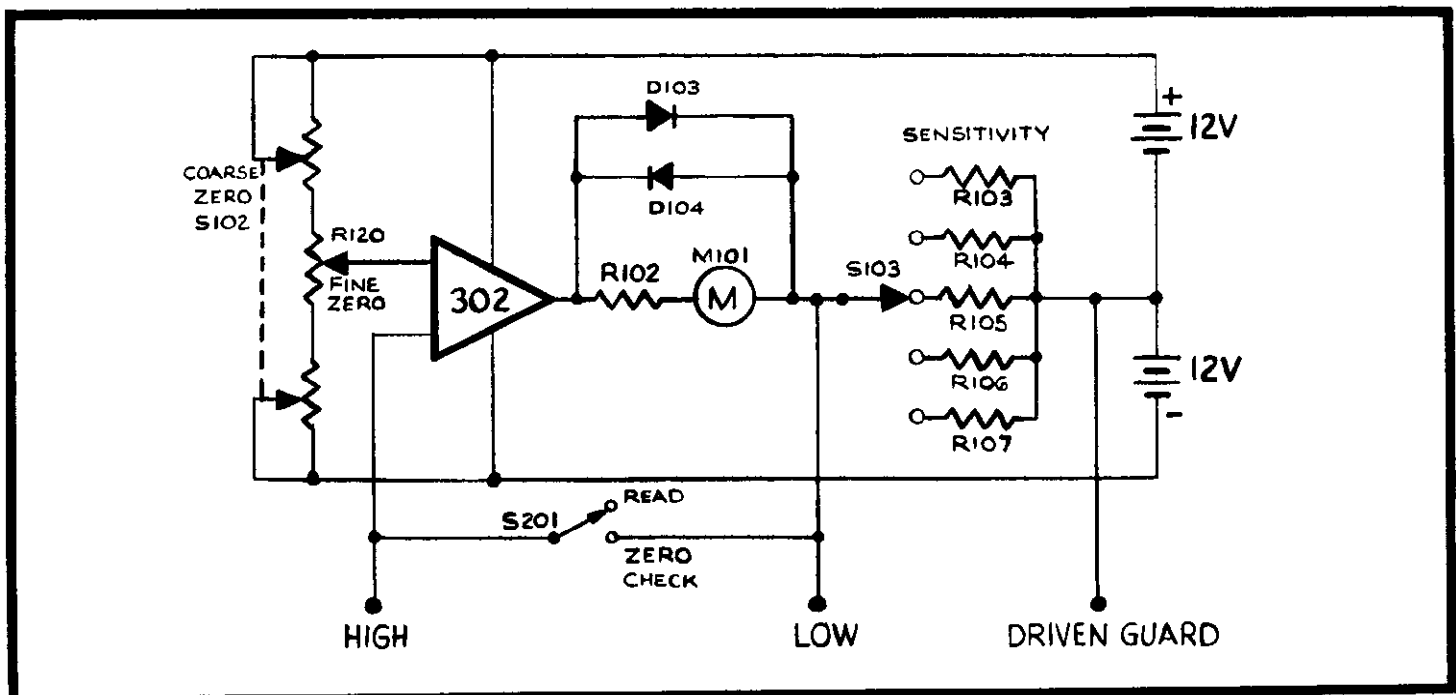 D103
+
12V
SENSITIVITY
COARSE
ZERO
S102
R103
D104
R120
R104
M101
S103
R102
FINE
ZERO
302
M
R105
12V
R106
-
R107
READ
S201
ZERO
CHECK
HIGH
LOW
DRIVEN GUARD